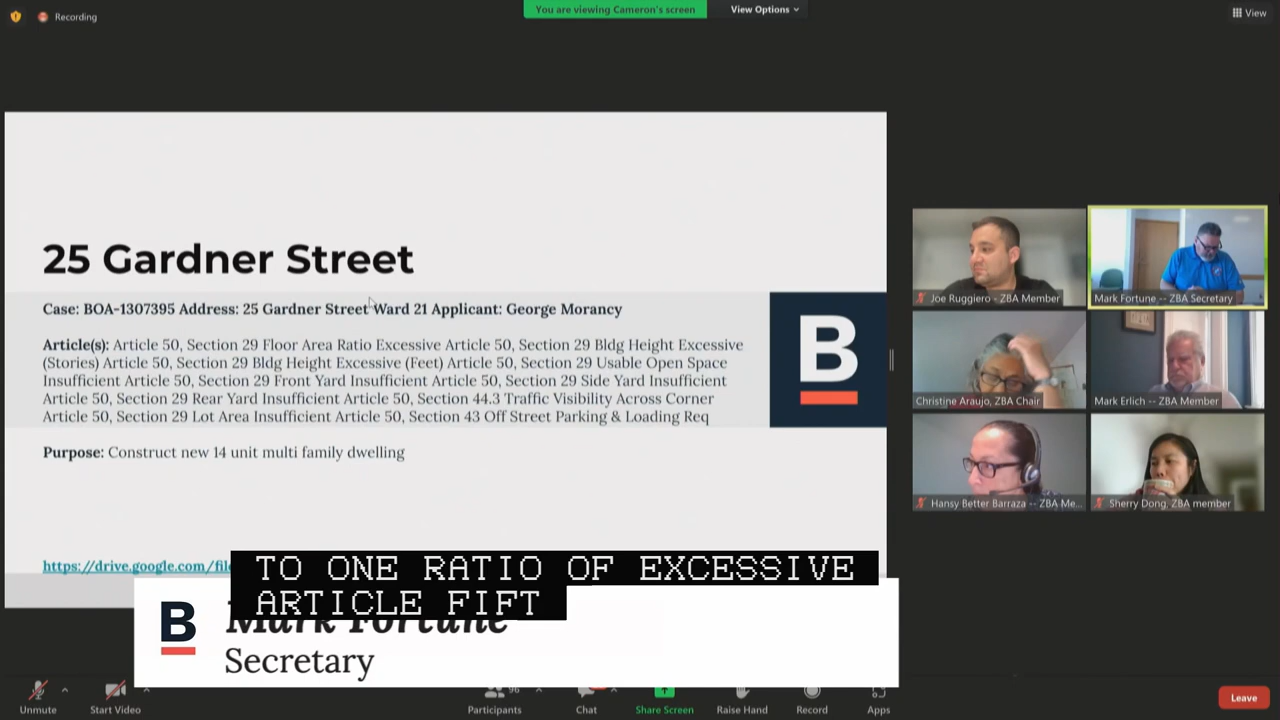 Recording
You are viewing Cameron's screen
View Options
View
25 Gardner Street
Case: BOA-1307395 Address: 25 Gardner Street Ward 21 Applicant: George Morancy
Article(s): Article 50, Section 29 Floor Area Ratio Excessive Article 50, Section 29 Bldg Height Excessive
(Stories) Article 50, Section 29 Bldg Height Excessive (Feet) Article 50, Section 29 Usable Open Space
Insufficient Article 50, Section 29 Front Yard Insufficient Article 50, Section 29 Side Yard Insufficient
Article 50, Section 29 Rear Yard Insufficient Article 50, Section 44.3 Traffic Visibility Across Corner
Article 50, Section 29 Lot Area Insufficient Article 50, Section 43 Off Street Parking & Loading Req
B
Purpose: Construct new 14 unit multi family dwelling
https://drive.google.com/file
Joe Ruggiero - ZBA Member
Mark Fortune -- ZBA Secretary
Christine Araujo, ZBA Chair
Mark Erlich -- ZBA Member
Hansy Better Barraza -- ZBA Me...
Sherry Dong, ZBA member
TO ONE RATIO OF EXCESSIVE
ARTICLE FIFT
B
Mark Fortune
Secretary
Unmute
Start Video
96
Participants
Chat
Share Screen
Raise Hand
Record
Apps
Leave